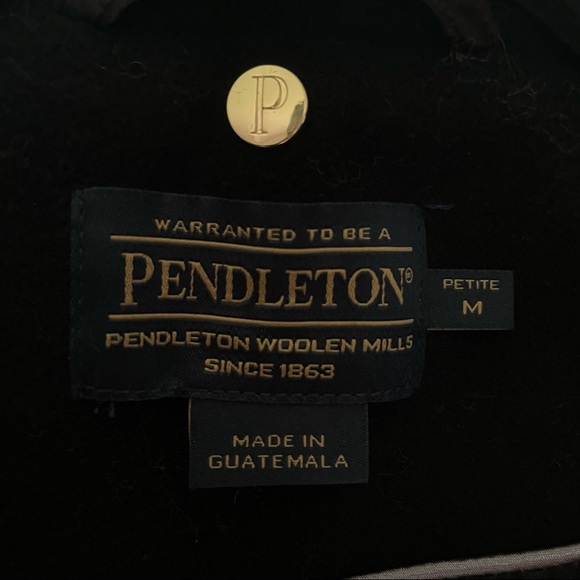 P
WARRANTED TO BE A
PENDLETON®
PENDLETON WOOLEN MILLS
SINCE 1863
PETITE
M
MADE IN
GUATEMALA